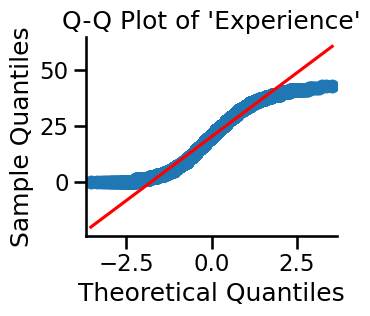 Q-Q Plot of 'Experience'
Sample Quantiles
50
25
0
−2.5
0.0
2.5
Theoretical Quantiles